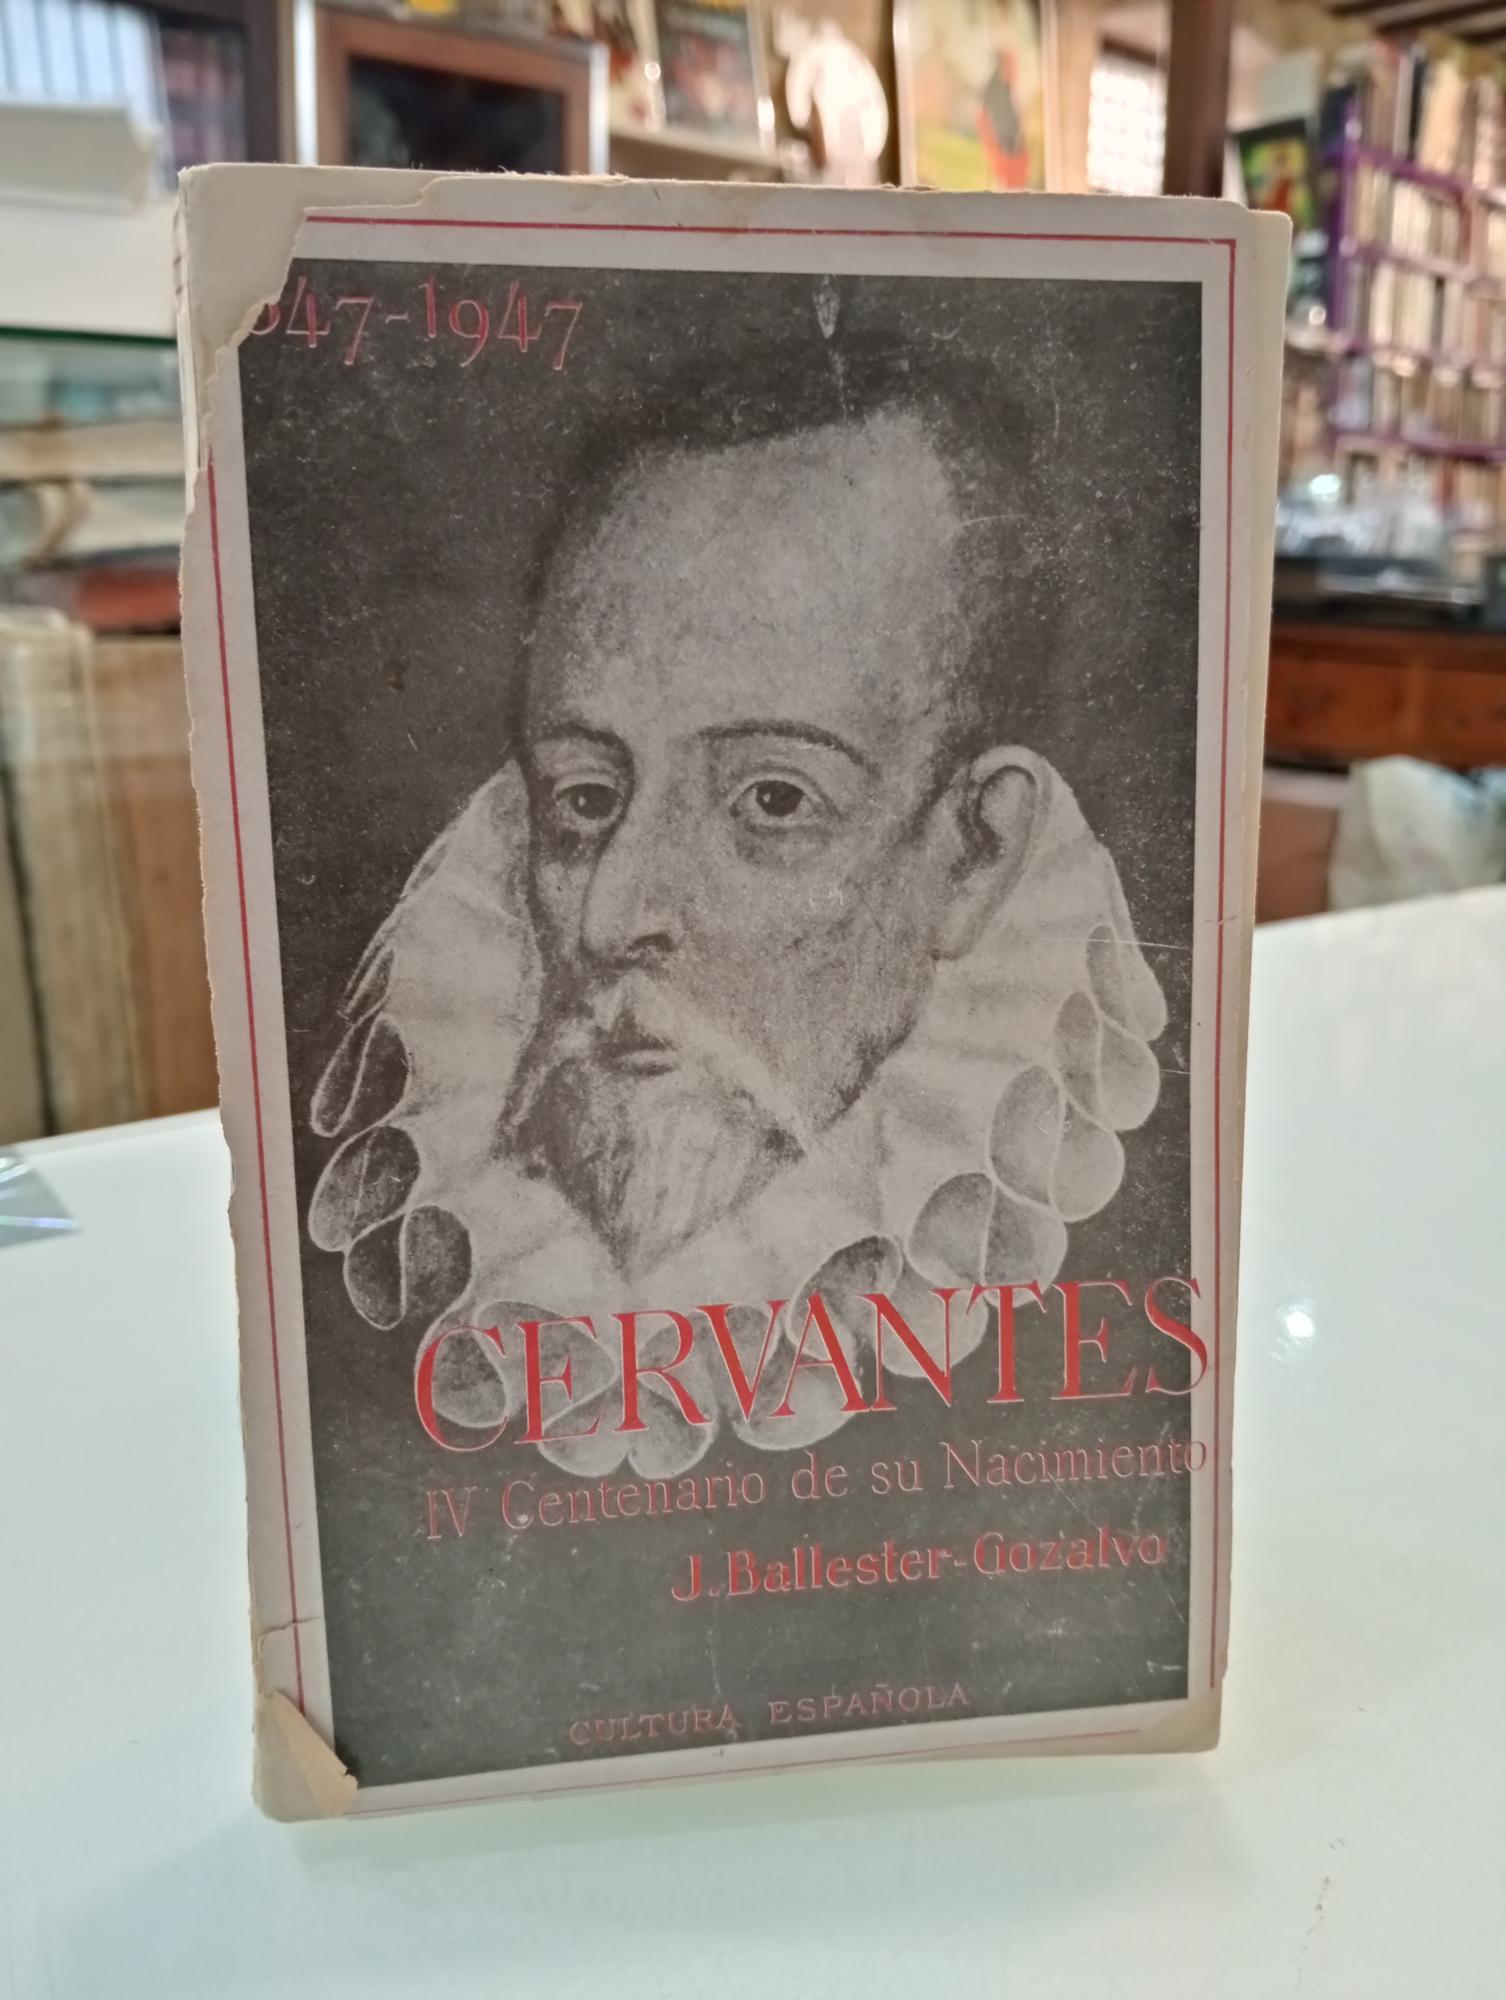 547-1947
CERVANTES
IV Centenario de su Nacimiento
J. Ballester-Gozalvo
CULTURA ESPAÑOLA